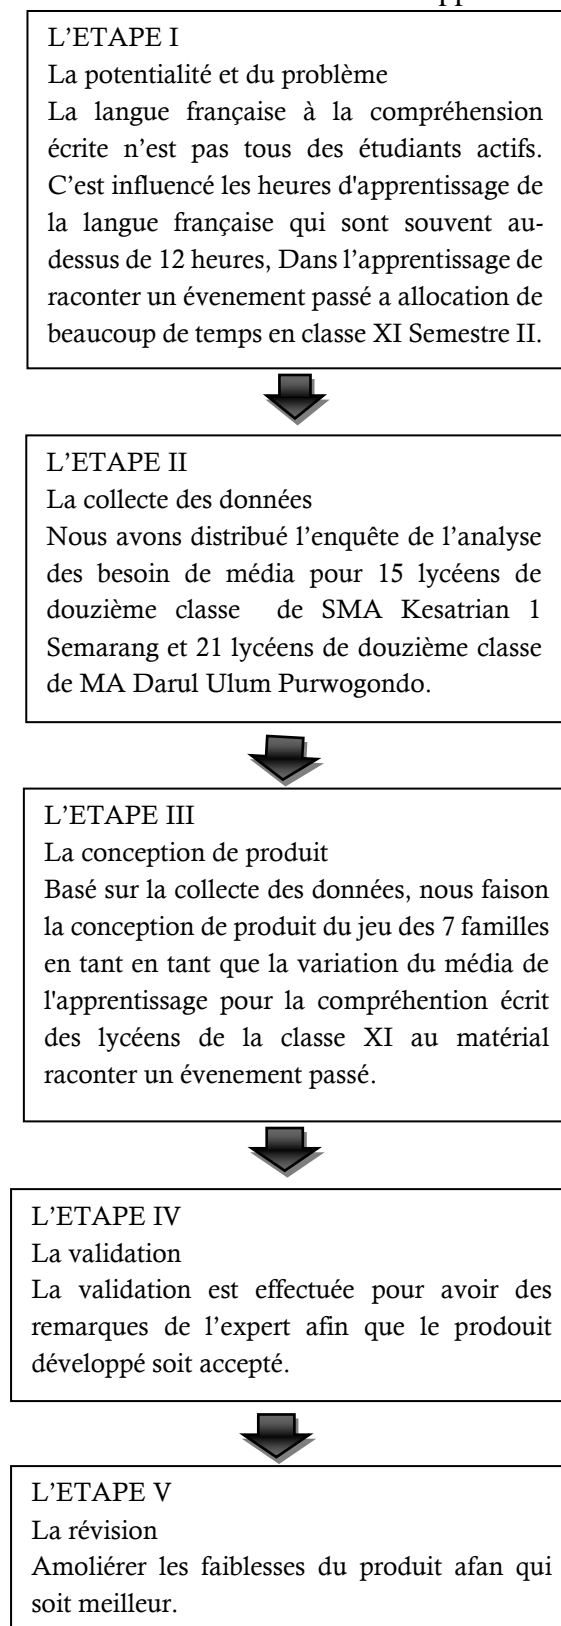 L’ETAPE I
La potentialité et du problème
La langue française à la compréhension
écrite n’est pas tous des étudiants actifs.
C’est influencé les heures d'apprentissage de
la langue française qui sont souvent au-
dessus de 12 heures, Dans l’apprentissage de
raconter un évenement passé a allocation de
beaucoup de temps en classe XI Semestre II.
L’ETAPE II
La collecte des données
Nous avons distribué l’enquête de l’analyse
des besoin de média pour 15 lycéens de
douzième classe de SMA Kesatrian 1
Semarang et 21 lycéens de douzième classe
de MA Darul Ulum Purwogondo.
L’ETAPE III
La conception de produit
Basé sur la collecte des données, nous faison
la conception de produit du jeu des 7 familles
en tant en tant que la variation du média de
l'apprentissage pour la compréhention écrit
des lycéens de la classe XI au matérial
raconter un évenement passé.
L’ETAPE IV
La validation
La validation est effectuée pour avoir des
remarques de l’expert afin que le prodouit
développé soit accepté.
L’ETAPE V
La révision
Amoliérer les faiblesses du produit afan qui
soit meilleur.